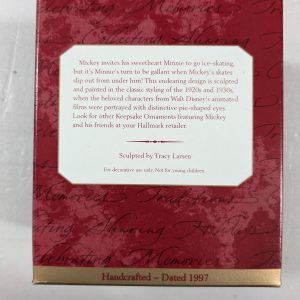 Mickey invites his sweetheart Minnie to go ice-skating,
but it's Minnie's turn to be gallant when Mickey's skates
slip out from under him! This endearing design is sculpted
and painted in the classic styling of the 1920s and 1930s,
when the beloved characters from Walt Disney's animated
films were portrayed with distinctive pie-shaped eyes.
Look for other Keepsake Ornaments featuring Mickey
and his friends at your Hallmark retailer.
Sculpted by Tracy Larsen
For decorative use only. Not for young children.
Memories
Sharing
Celebrating
Memories
Handcrafted – Dated 1997